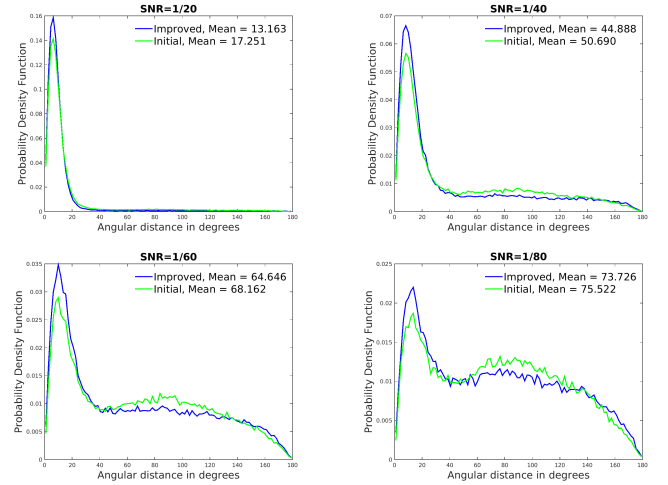 SNR=1/20
Improved, Mean = 13.163
Initial, Mean = 17.251
Probability Density Function
0.16
0.14
0.12
0.1
0.08
0.06
0.04
0.02
0
0 20 40 60 80 100 120 140 160 180
Angular distance in degrees
SNR=1/40
Improved, Mean = 44.888
Initial, Mean = 50.690
Probability Density Function
0.07
0.06
0.05
0.04
0.03
0.02
0.01
0
0 20 40 60 80 100 120 140 160 180
Angular distance in degrees
SNR=1/60
Improved, Mean = 64.646
Initial, Mean = 68.162
Probability Density Function
0.035
0.03
0.025
0.02
0.015
0.01
0.005
0
0 20 40 60 80 100 120 140 160 180
Angular distance in degrees
SNR=1/80
Improved, Mean = 73.726
Initial, Mean = 75.522
Probability Density Function
0.025
0.02
0.015
0.01
0.005
0
0 20 40 60 80 100 120 140 160 180
Angular distance in degrees